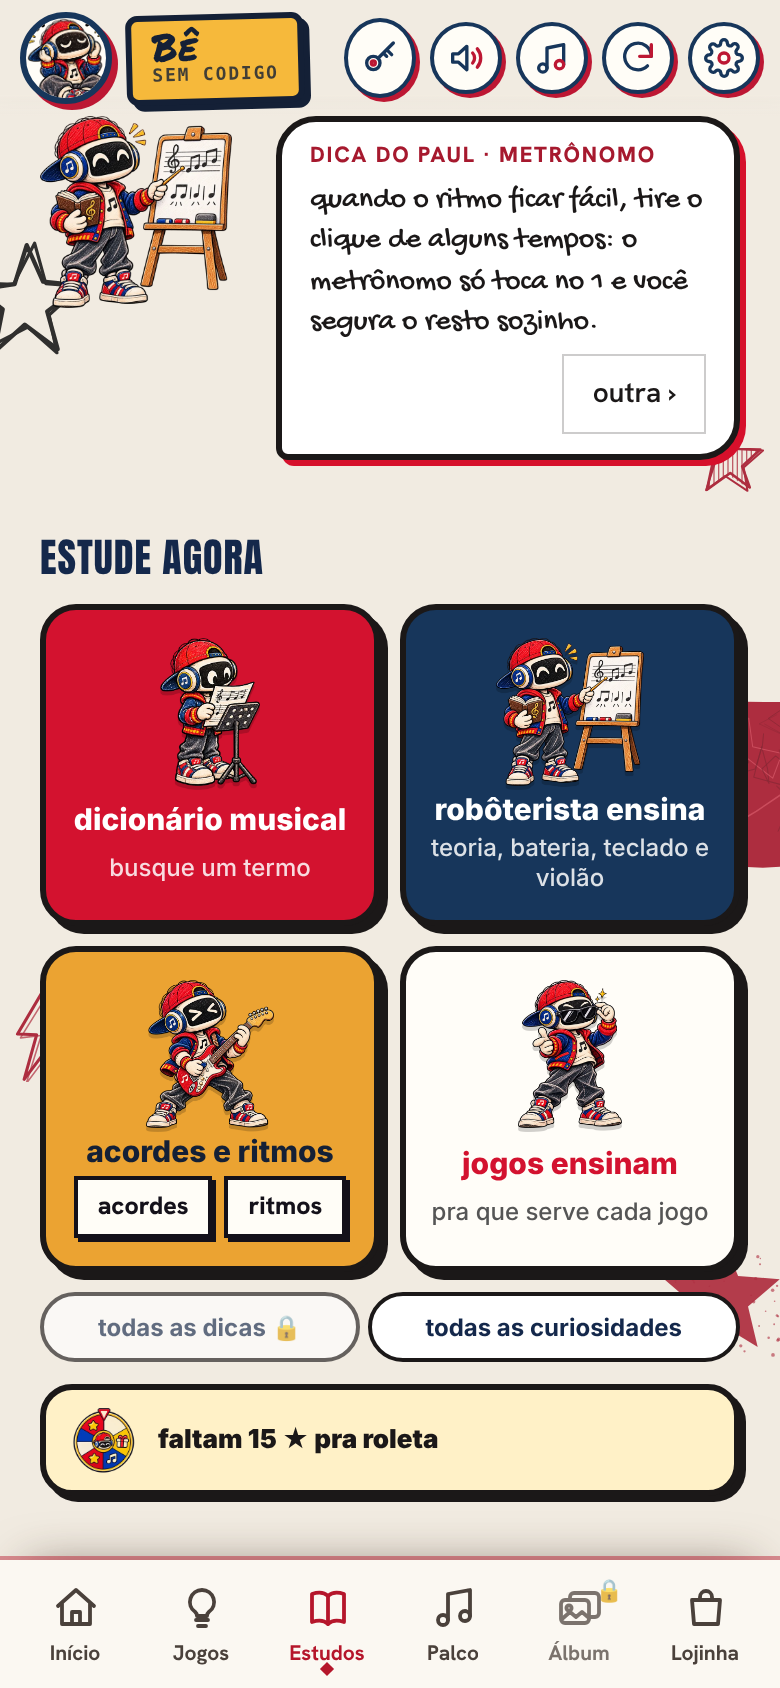 BÊ
SEM CODIGO
DICA DO PAUL · METRÔNOMO
quando o ritmo ficar fácil, tire o
clique de alguns tempos: o
metrônomo só toca no 1 e você
segura o resto sozinho.
outra ›
ESTUDE AGORA
dicionário musical
busque um termo
robôterista ensina
teoria, bateria, teclado e
violão
acordes e ritmos
acordes
ritmos
jogos ensinam
pra que serve cada jogo
todas as dicas 🔒
todas as curiosidades
faltam 15 ★ pra roleta
Início
Jogos
Estudos
Palco
Álbum
Lojinha